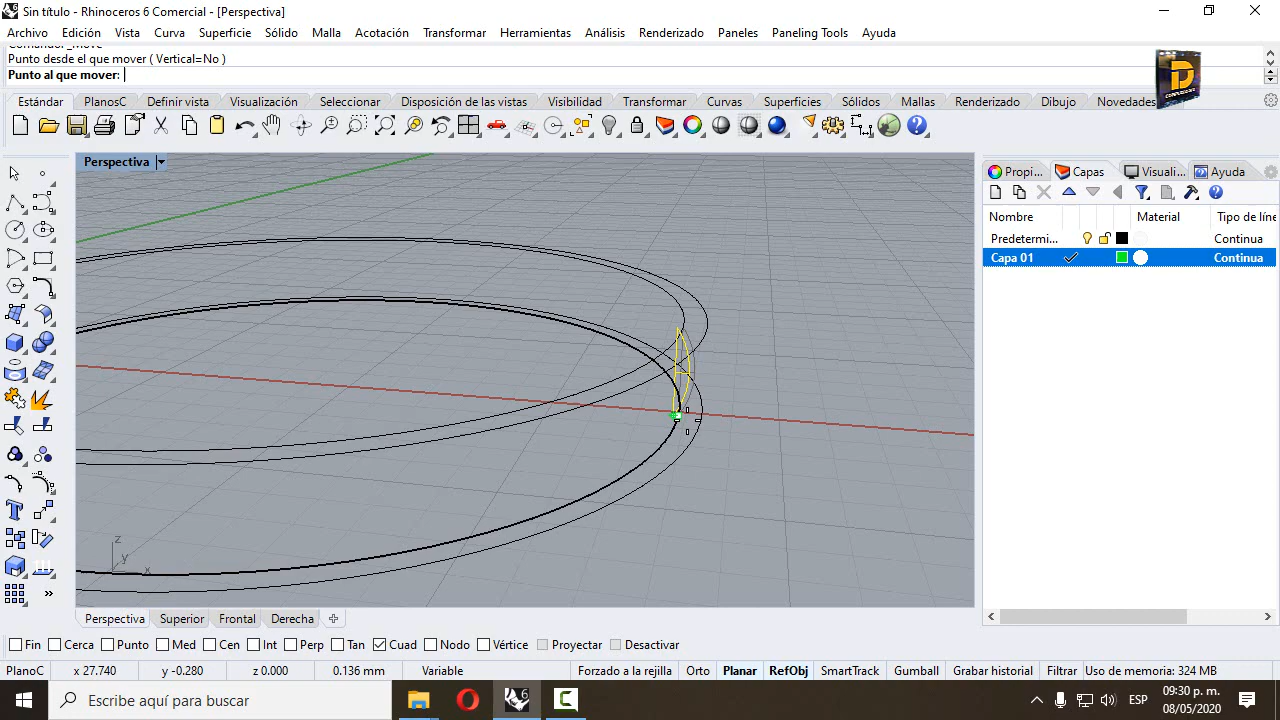 Sin título - Rhinoceros 6 Comercial - [Perspectiva]
Archivo Edición Vista Curva Superficie Sólido Malla Acotación Transformar Herramientas Análisis Renderizado Paneles Paneling Tools Ayuda
Punto desde el que mover ( Vertical=No )
Punto al que mover:
Estándar PlanosC Definir vista Visualización Seleccionar Disposición de las vistas Visibilidad Transformar Curvas Superficies Sólidos Mallas Renderizado Dibujo Novedades
Perspectiva
Propi... Capas Visuali... Ayuda
Nombre Material Tipo de líne
Predetermi... Continua
Capa 01 Continua
z
y
x
Perspectiva Superior Frontal Derecha
Fin Cerca Punto Med Cen Int Perp Tan Cuad Nodo Vértice Proyectar Desactivar
PlanoC x 27.740 y -0.280 z 0.000 0.136 mm Variable Forzado a la rejilla Orto Planar RefObj SmartTrack Gumball Grabar historial Filtrar Uso de memoria: 324 MB
Escribe aquí para buscar
6
ESP
09:30 p. m.
08/05/2020